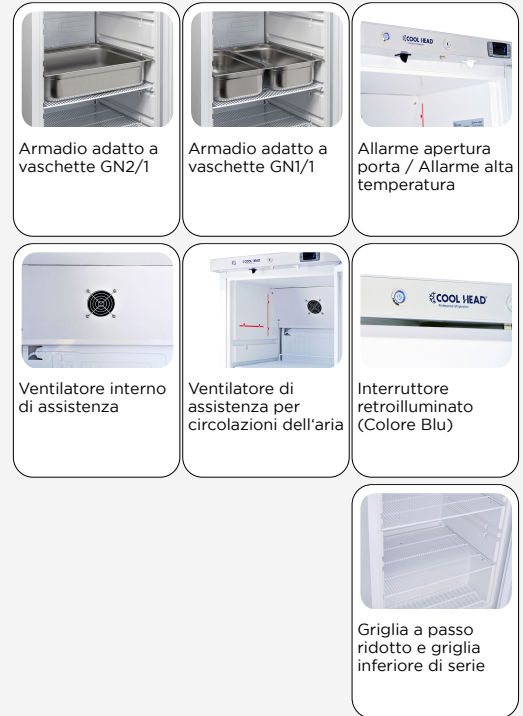 COOL HEAD
Armadio adatto a
vaschette GN2/1
Armadio adatto a
vaschette GN1/1
Allarme apertura
porta / Allarme alta
temperatura
COOL HEAD
COOL HEAD
Ventilatore interno
di assistenza
Ventilatore di
assistenza per
circolazioni dell‘aria
Interruttore
retroilluminato
(Colore Blu)
Griglia a passo
ridotto e griglia
inferiore di serie